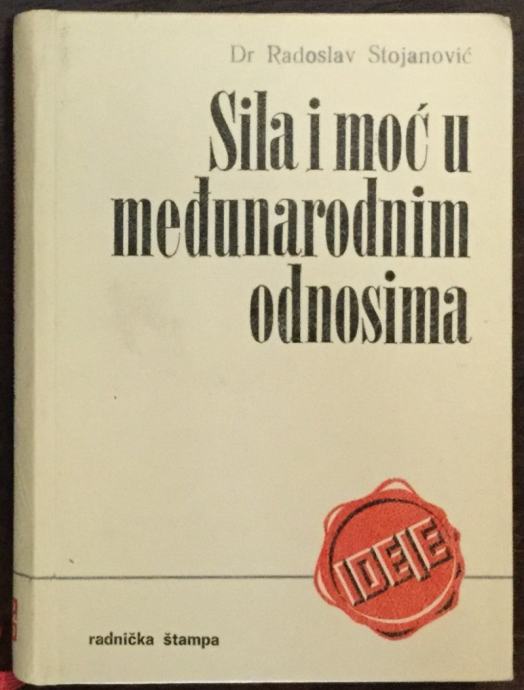 Dr Radoslav Stojanović
Sila i moć u
međunarodnim
odnosima
IDEJE
radnička štampa